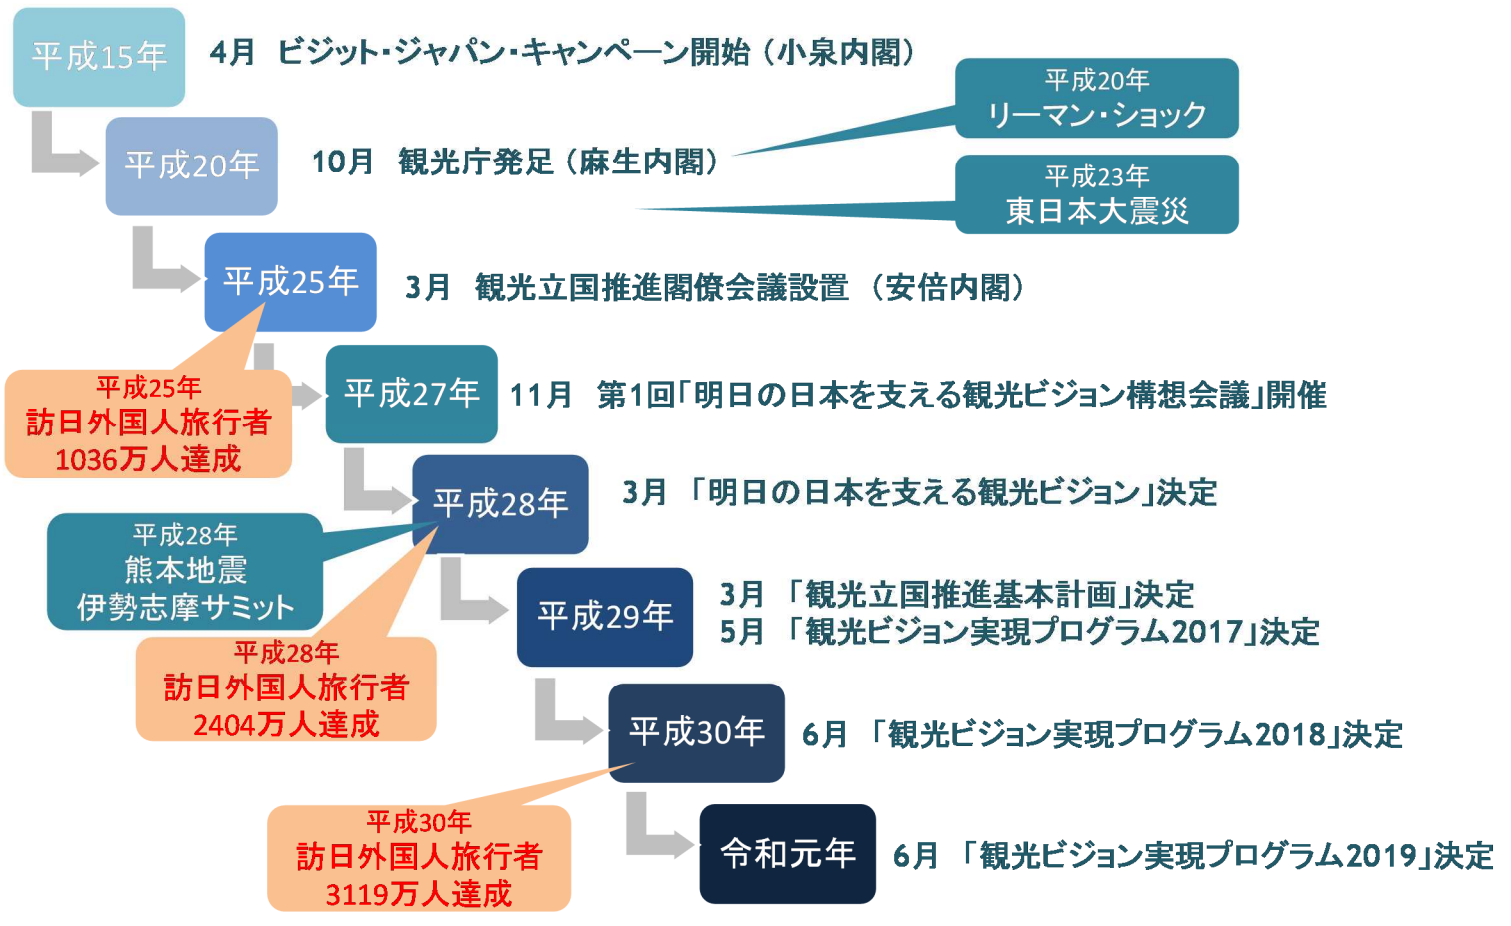 平成15年
4月 ビジット・ジャパン・キャンペーン開始（小泉内閣）
平成20年
リーマン・ショック
平成20年
10月 観光庁発足（麻生内閣）
平成23年
東日本大震災
平成25年
3月 観光立国推進閣僚会議設置 （安倍内閣）
平成25年
訪日外国人旅行者
1036万人達成
平成27年
11月 第1回「明日の日本を支える観光ビジョン構想会議」開催
平成28年
3月 「明日の日本を支える観光ビジョン」決定
平成28年
熊本地震
伊勢志摩サミット
平成28年
訪日外国人旅行者
2404万人達成
平成29年
3月 「観光立国推進基本計画」決定
5月 「観光ビジョン実現プログラム2017」決定
平成30年
6月 「観光ビジョン実現プログラム2018」決定
平成30年
訪日外国人旅行者
3119万人達成
令和元年
6月 「観光ビジョン実現プログラム2019」決定